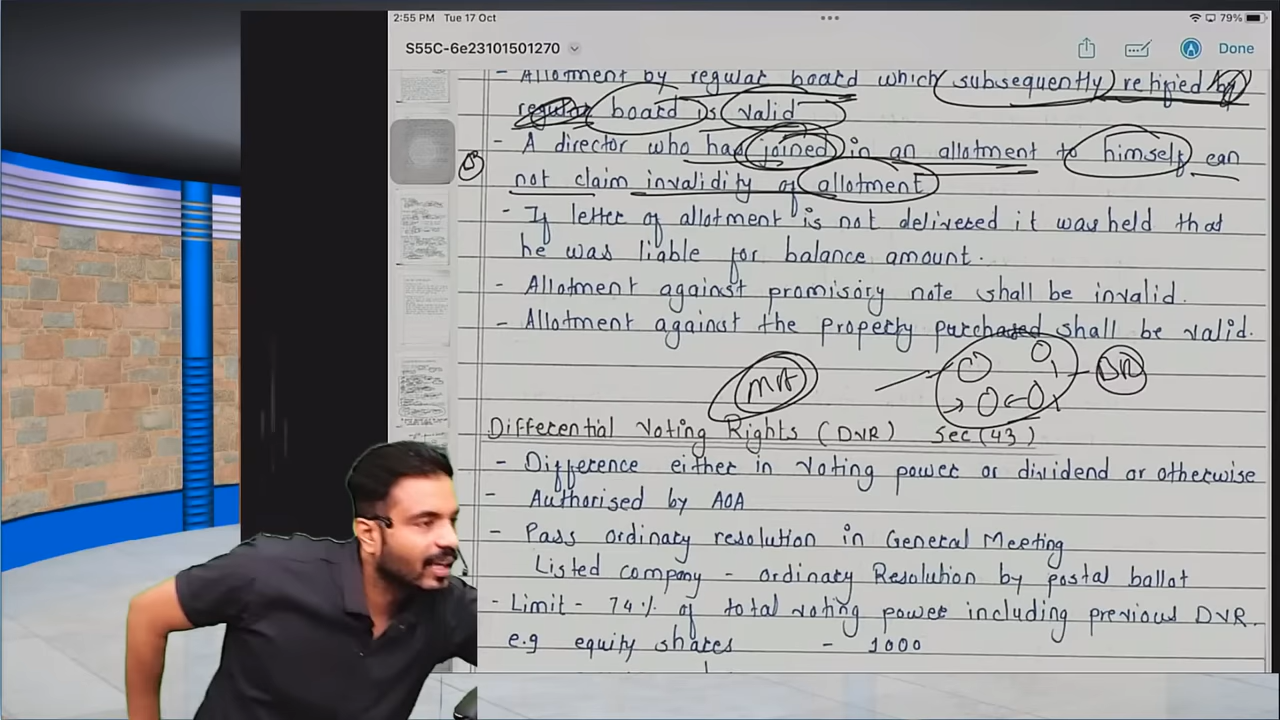 2:55 PM Tue 17 Oct
79%
S55C-6e23101501270
Done
- Allotment by regular board which subsequently retified by
regular board is valid
- A director who had joined in an allotment to himself can
not claim invalidity of allotment
- If letter of allotment is not delivered it was held that
he was liable for balance amount.
- Allotment against promisory note shall be invalid.
- Allotment against the property purchased shall be valid.
Differential Voting Rights (DVR) Sec (43)
- Difference either in voting power or dividend or otherwise
- Authorised by AOA
- Pass ordinary resolution in General Meeting
Listed company - ordinary Resolution by postal ballot
- Limit - 74% of total voting power including previous DVR.
e.g equity shares - 1000